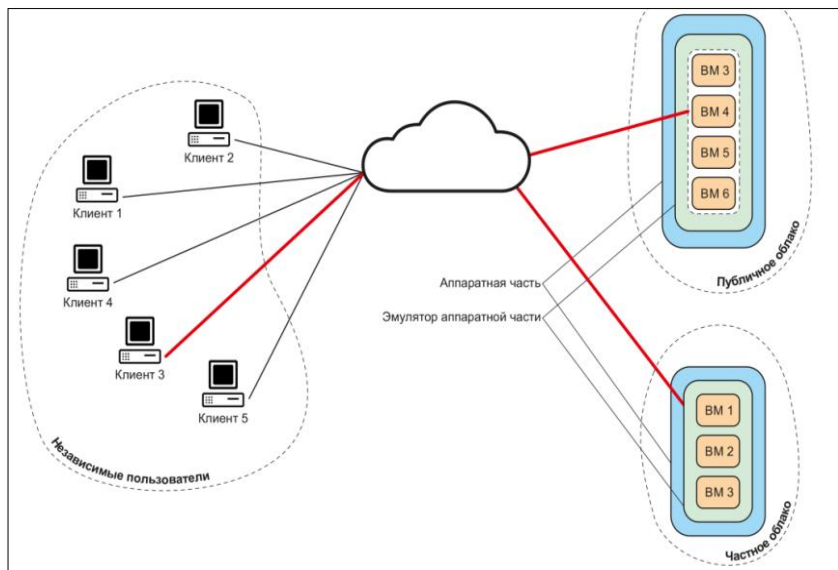 ВМ 3
ВМ 4
ВМ 5
ВМ 6
Публичное облако
Клиент 2
Клиент 1
Клиент 4
Клиент 3
Клиент 5
Независимые пользователи
Аппаратная часть
Эмулятор аппаратной части
ВМ 1
ВМ 2
ВМ 3
Частное облако